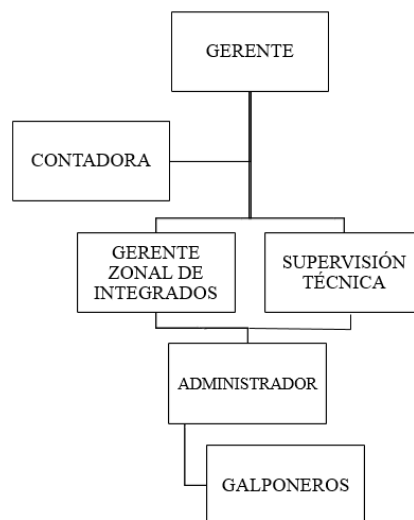 GERENTE
CONTADORA
GERENTE
ZONAL DE
INTEGRADOS
SUPERVISIÓN
TÉCNICA
ADMINISTRADOR
GALPONEROS